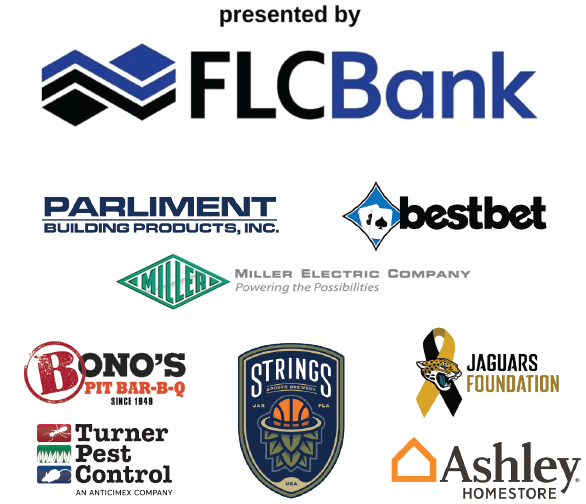 presented by
FLCBank
PARLIMENT
BUILDING PRODUCTS, INC.
bestbet
MILLER
MILLER ELECTRIC COMPANY
Powering the Possibilities
BONO'S
PIT BAR-B-Q
SINCE 1949
STRINGS
SPORTS BREWERY
JAX FLA
USA
JAGUARS
FOUNDATION
Turner
Pest
Control
AN ANTICIMEX COMPANY
Ashley
HOMESTORE